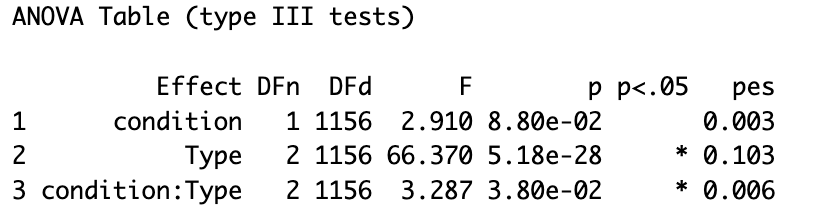 ANOVA Table (type III tests)
Effect DFn DFd F p p<.05 pes
1 condition 1 1156 2.910 8.80e-02 0.003
2 Type 2 1156 66.370 5.18e-28 * 0.103
3 condition:Type 2 1156 3.287 3.80e-02 * 0.006